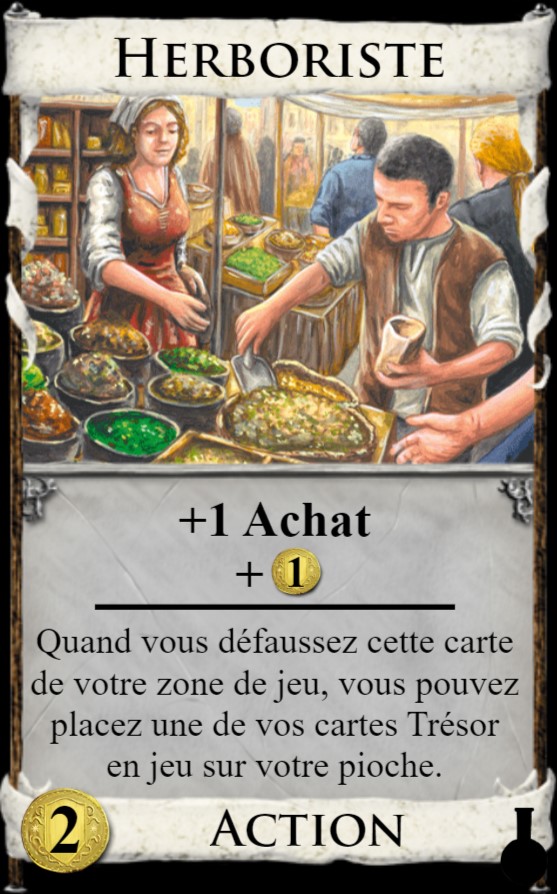 HERBORISTE
+1 Achat
+ 1
Quand vous défaussez cette carte
de votre zone de jeu, vous pouvez
placez une de vos cartes Trésor
en jeu sur votre pioche.
2 ACTION